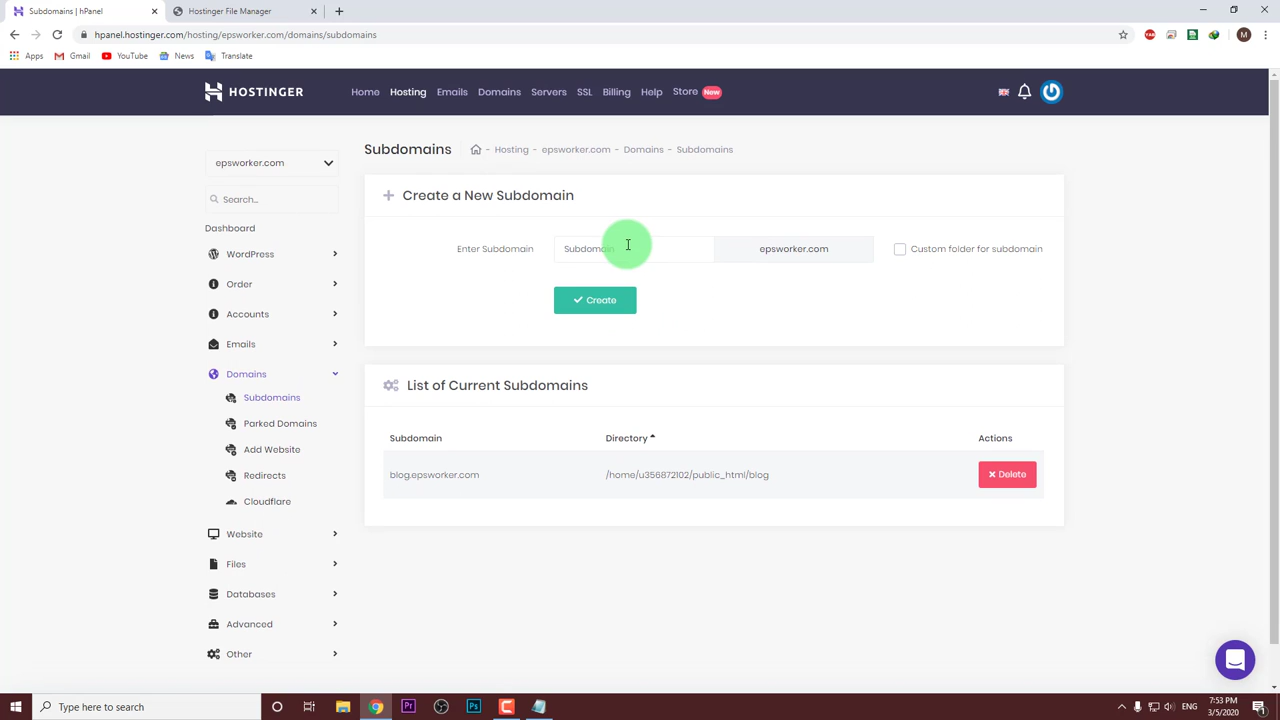 Subdomains | hPanel
Hostinger File Manager
hpanel.hostinger.com/hosting/epsworker.com/domains/subdomains
M
Apps
Gmail
YouTube
News
Translate
HOSTINGER
Home
Hosting
Emails
Domains
Servers
SSL
Billing
Help
Store
New
epsworker.com
Search...
Dashboard
WordPress
Order
Accounts
Emails
Domains
Subdomains
Parked Domains
Add Website
Redirects
Cloudflare
Website
Files
Databases
Advanced
Other
Subdomains
- Hosting - epsworker.com - Domains - Subdomains
Create a New Subdomain
Enter Subdomain
Subdomain
epsworker.com
Custom folder for subdomain
Create
List of Current Subdomains
Subdomain
Directory
Actions
blog.epsworker.com
/home/u356872102/public_html/blog
Delete
Type here to search
Pr
Ps
ENG
7:53 PM
3/5/2020